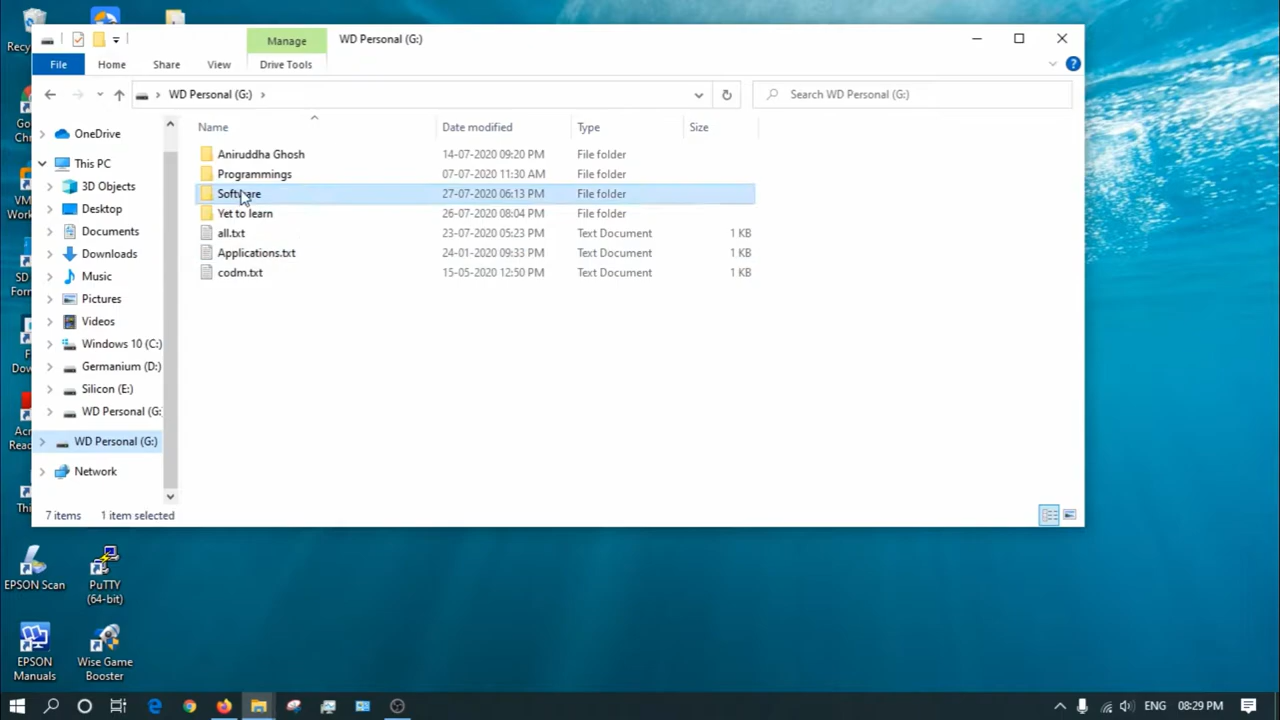 Manage
WD Personal (G:)
File
Home
Share
View
Drive Tools
WD Personal (G:)
Search WD Personal (G:)
Name
Date modified
Type
Size
OneDrive
This PC
3D Objects
Desktop
Documents
Downloads
Music
Pictures
Videos
Windows 10 (C:)
Germanium (D:)
Silicon (E:)
WD Personal (G:
WD Personal (G:)
Network
Aniruddha Ghosh 14-07-2020 09:20 PM File folder
Programmings 07-07-2020 11:30 AM File folder
Software 27-07-2020 06:13 PM File folder
Yet to learn 26-07-2020 08:04 PM File folder
all.txt 23-07-2020 05:23 PM Text Document 1 KB
Applications.txt 24-01-2020 09:33 PM Text Document 1 KB
codm.txt 15-05-2020 12:50 PM Text Document 1 KB
7 items 1 item selected
EPSON Scan
PuTTY
(64-bit)
EPSON
Manuals
Wise Game
Booster
ENG
08:29 PM